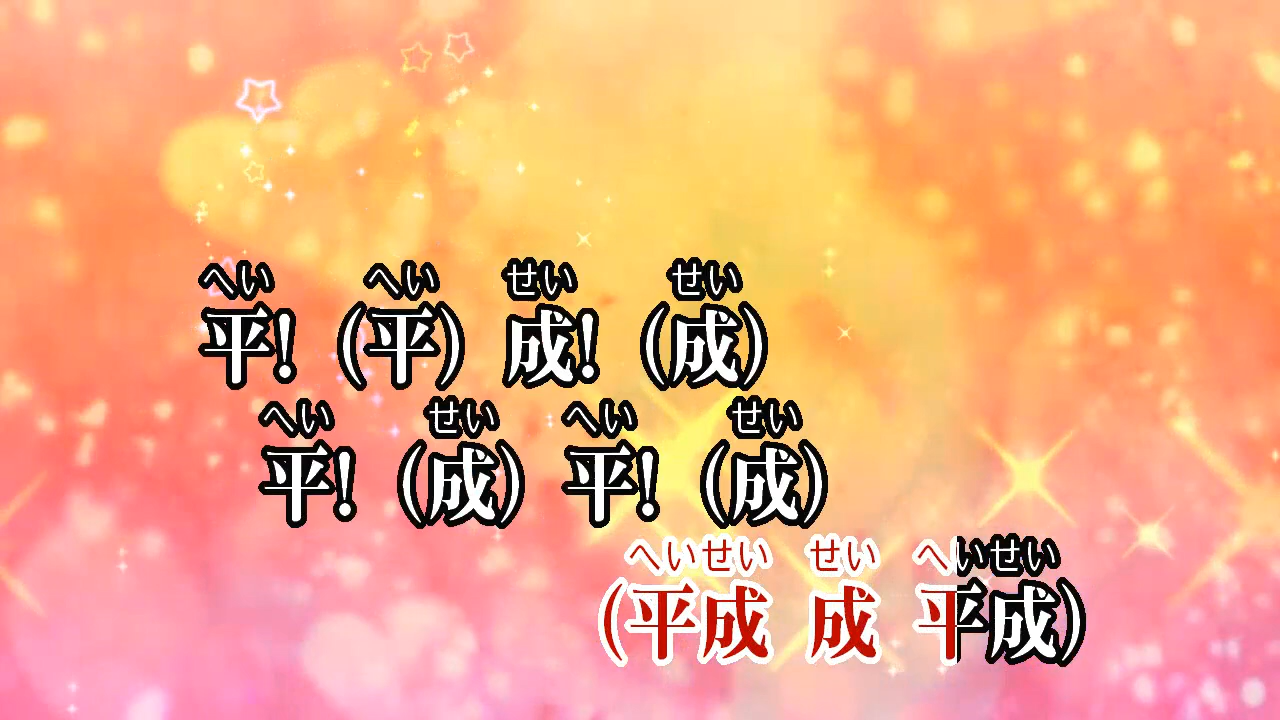 へい へい せい せい
平! (平) 成! (成)
へい せい へい せい
平! (成) 平! (成)
へいせい せい へいせい
(平成 成 平成)